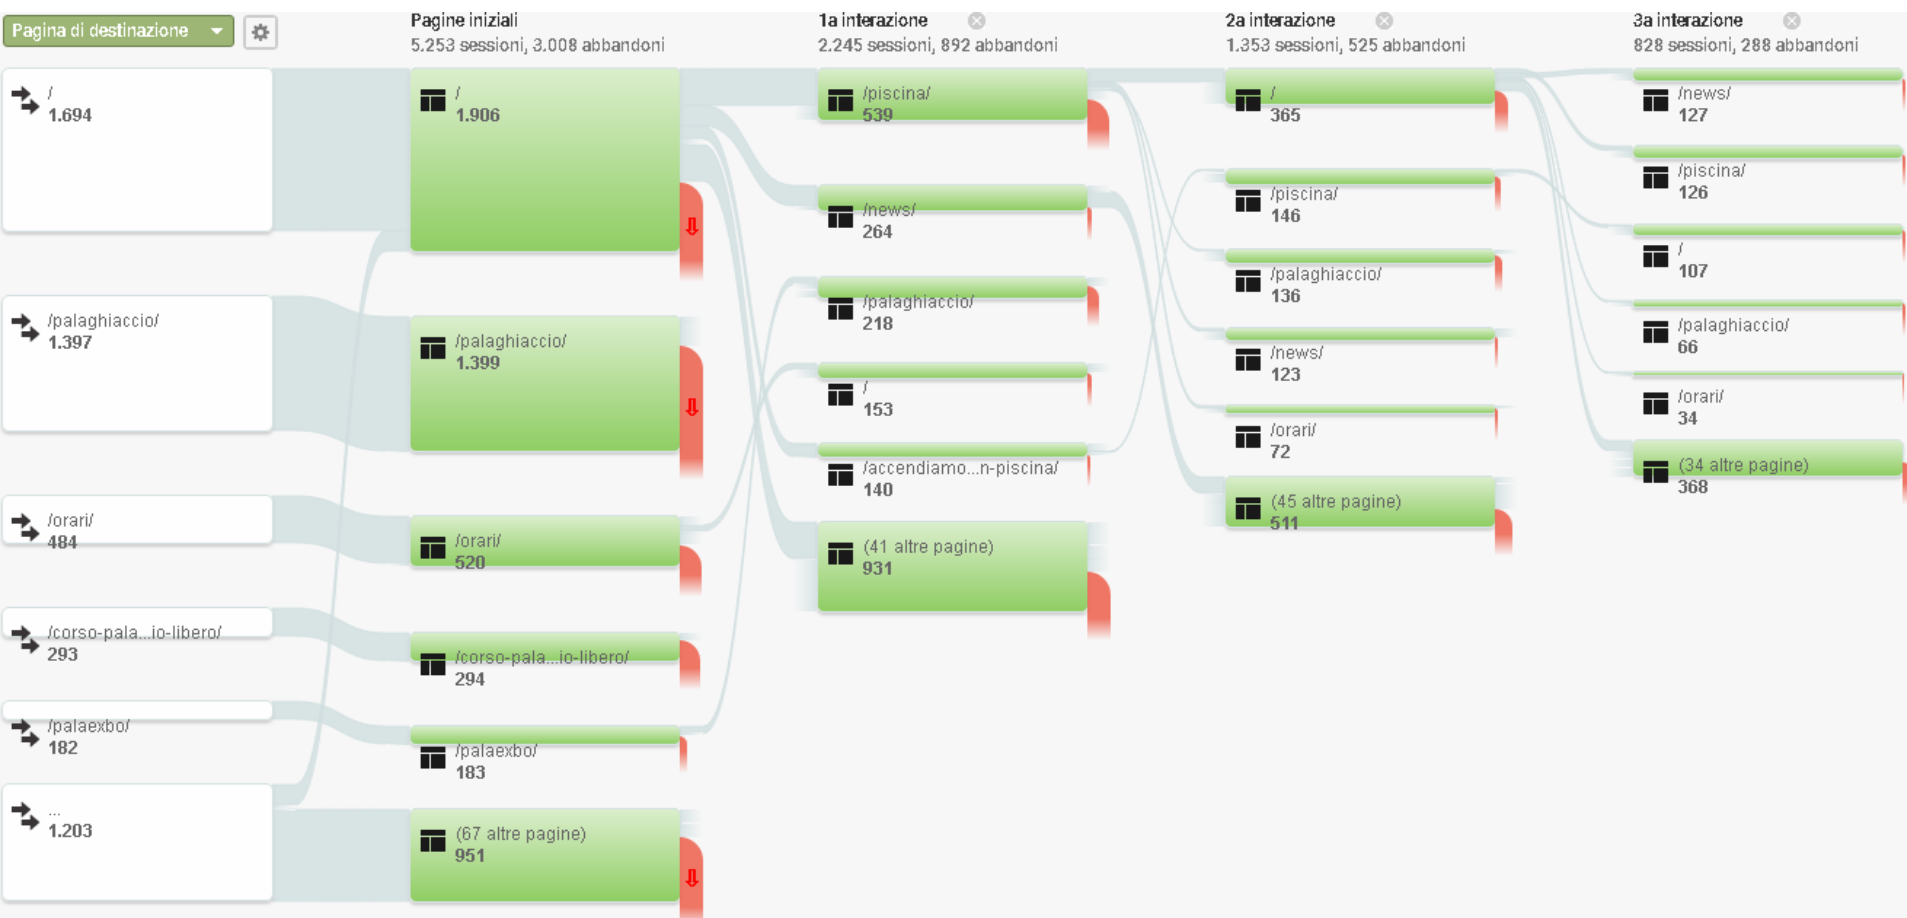 Pagina di destinazione
/
1.694
/palaghiaccio/
1.397
/orari/
484
/corso-pala...io-libero/
293
/palaexbo/
182
...
1.203
Pagine iniziali
5.253 sessioni, 3.008 abbandoni
/
1.906
/palaghiaccio/
1.399
/orari/
520
/corso-pala...io-libero/
294
/palaexbo/
183
(67 altre pagine)
951
1a interazione
2.245 sessioni, 892 abbandoni
/piscina/
539
/news/
264
/palaghiaccio/
218
/
153
/accendiamo...n-piscina/
140
(41 altre pagine)
931
2a interazione
1.353 sessioni, 525 abbandoni
/
365
/piscina/
146
/palaghiaccio/
136
/news/
123
/orari/
72
(45 altre pagine)
511
3a interazione
828 sessioni, 288 abbandoni
/news/
127
/piscina/
126
/
107
/palaghiaccio/
66
/orari/
34
(34 altre pagine)
368